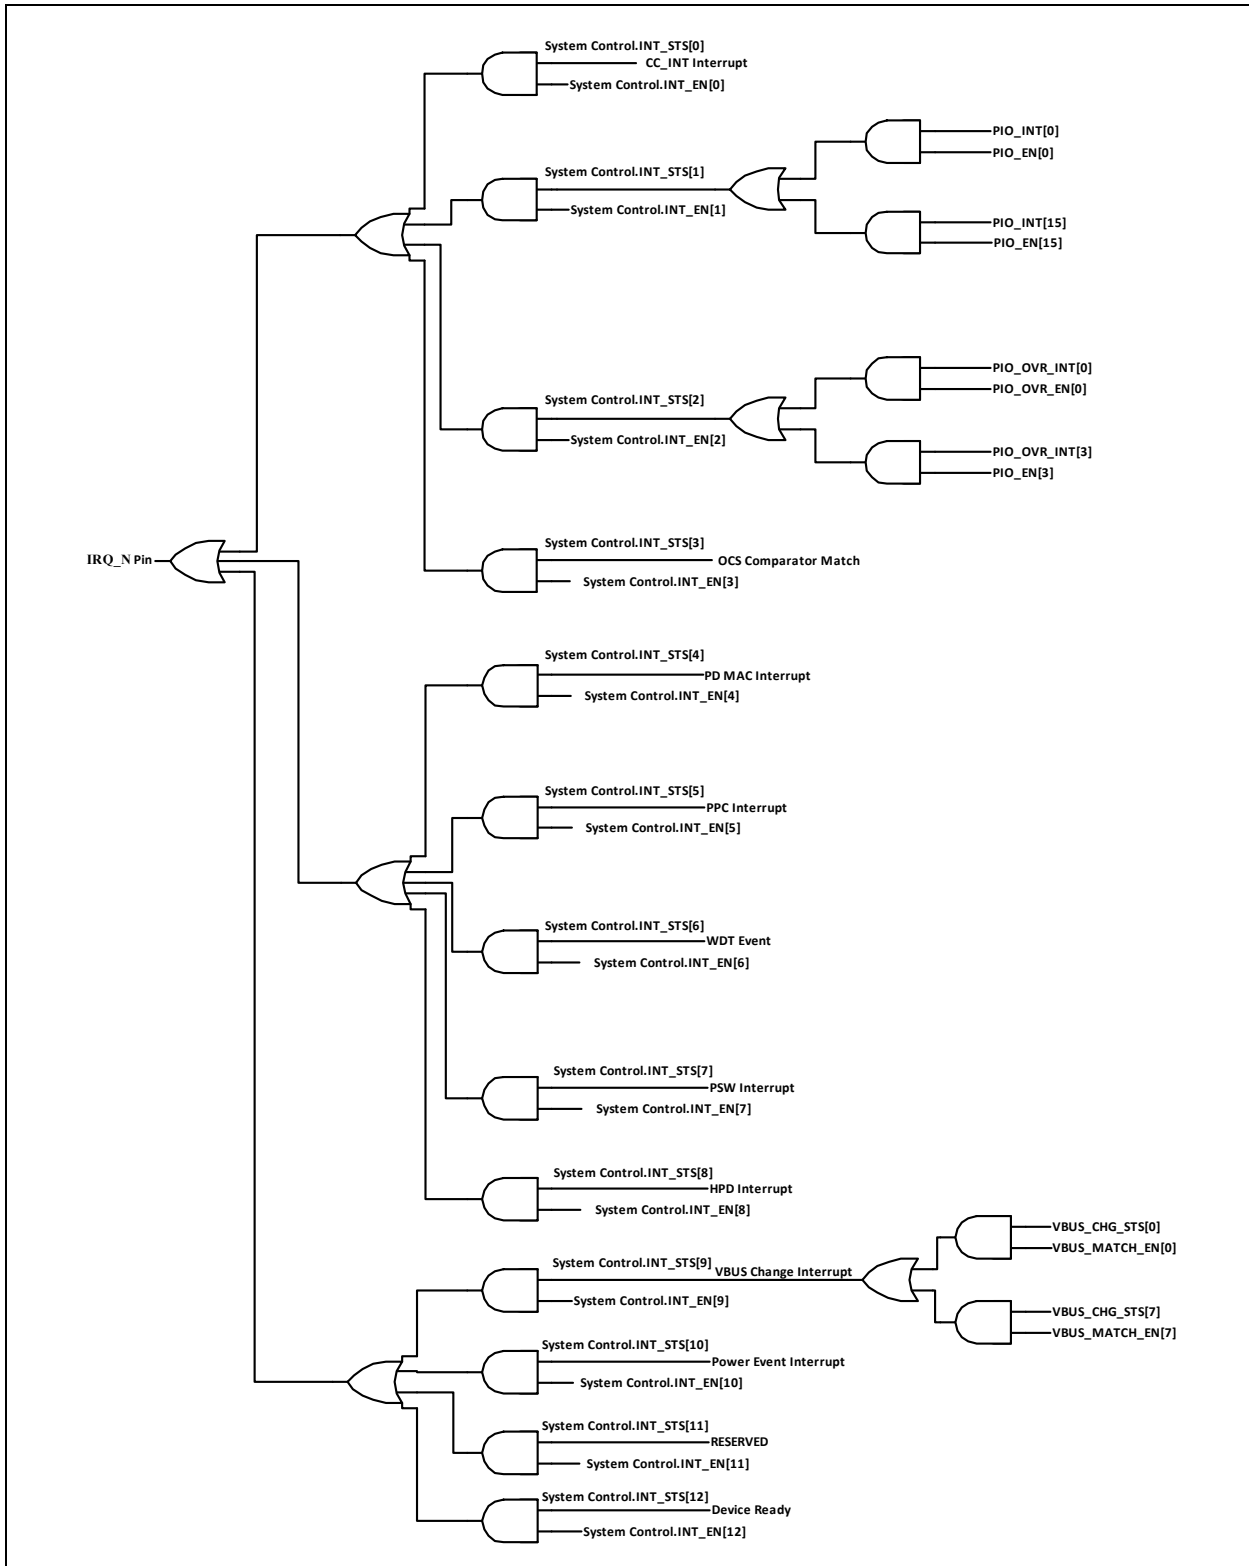 System Control.INT_STS[0]
CC_INT Interrupt
System Control.INT_EN[0]
PIO_INT[0]
PIO_EN[0]
System Control.INT_STS[1]
System Control.INT_EN[1]
PIO_INT[15]
PIO_EN[15]
PIO_OVR_INT[0]
PIO_OVR_EN[0]
System Control.INT_STS[2]
System Control.INT_EN[2]
PIO_OVR_INT[3]
PIO_EN[3]
System Control.INT_STS[3]
OCS Comparator Match
System Control.INT_EN[3]
IRQ_N Pin
System Control.INT_STS[4]
PD MAC Interrupt
System Control.INT_EN[4]
System Control.INT_STS[5]
PPC Interrupt
System Control.INT_EN[5]
System Control.INT_STS[6]
WDT Event
System Control.INT_EN[6]
System Control.INT_STS[7]
PSW Interrupt
System Control.INT_EN[7]
System Control.INT_STS[8]
HPD Interrupt
System Control.INT_EN[8]
VBUS_CHG_STS[0]
VBUS_MATCH_EN[0]
System Control.INT_STS[9]
VBUS Change Interrupt
System Control.INT_EN[9]
VBUS_CHG_STS[7]
VBUS_MATCH_EN[7]
System Control.INT_STS[10]
Power Event Interrupt
System Control.INT_EN[10]
System Control.INT_STS[11]
RESERVED
System Control.INT_EN[11]
System Control.INT_STS[12]
Device Ready
System Control.INT_EN[12]